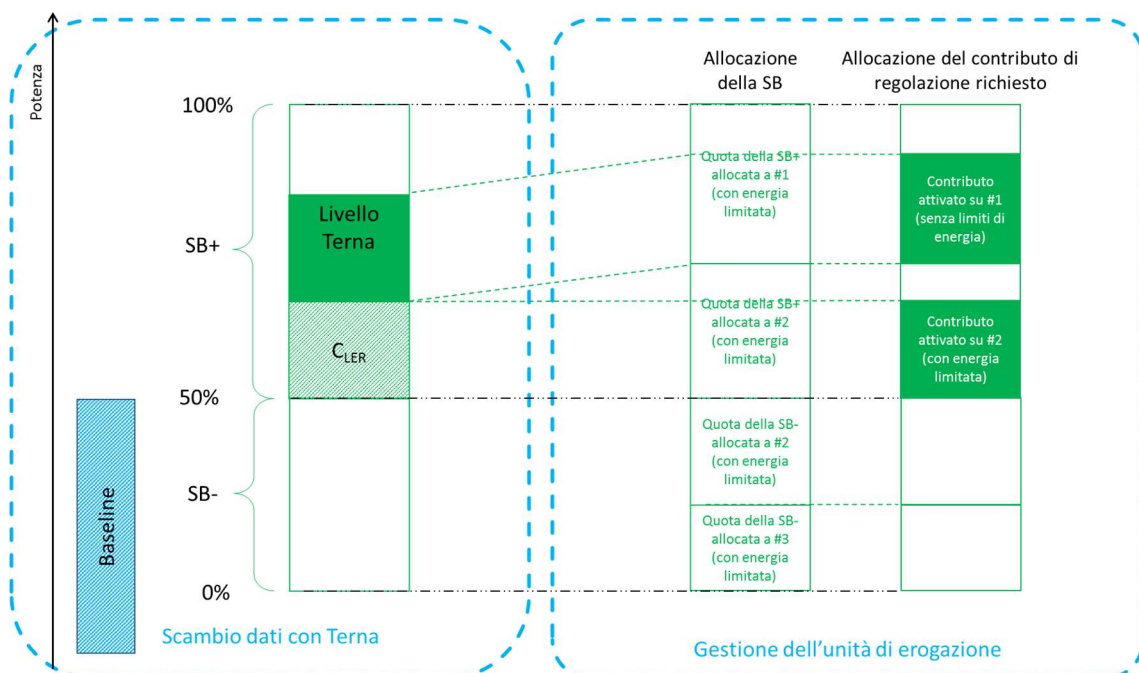 Potenza
Allocazione
della SB
Allocazione del contributo di
regolazione richiesto
100%
SB+
50%
SB-
0%
Livello
Terna
C_LER
Baseline
Scambio dati con Terna
Quota della SB+
allocata a #1
(con energia
limitata)
Quota della SB+
allocata a #2
(con energia
limitata)
Quota della SB-
allocata a #2
(con energia
limitata)
Quota della SB-
allocata a #3
(con energia
limitata)
Contributo
attivato su #1
(senza limiti di
energia)
Contributo
attivato su #2
(con energia
limitata)
Gestione dell'unità di erogazione